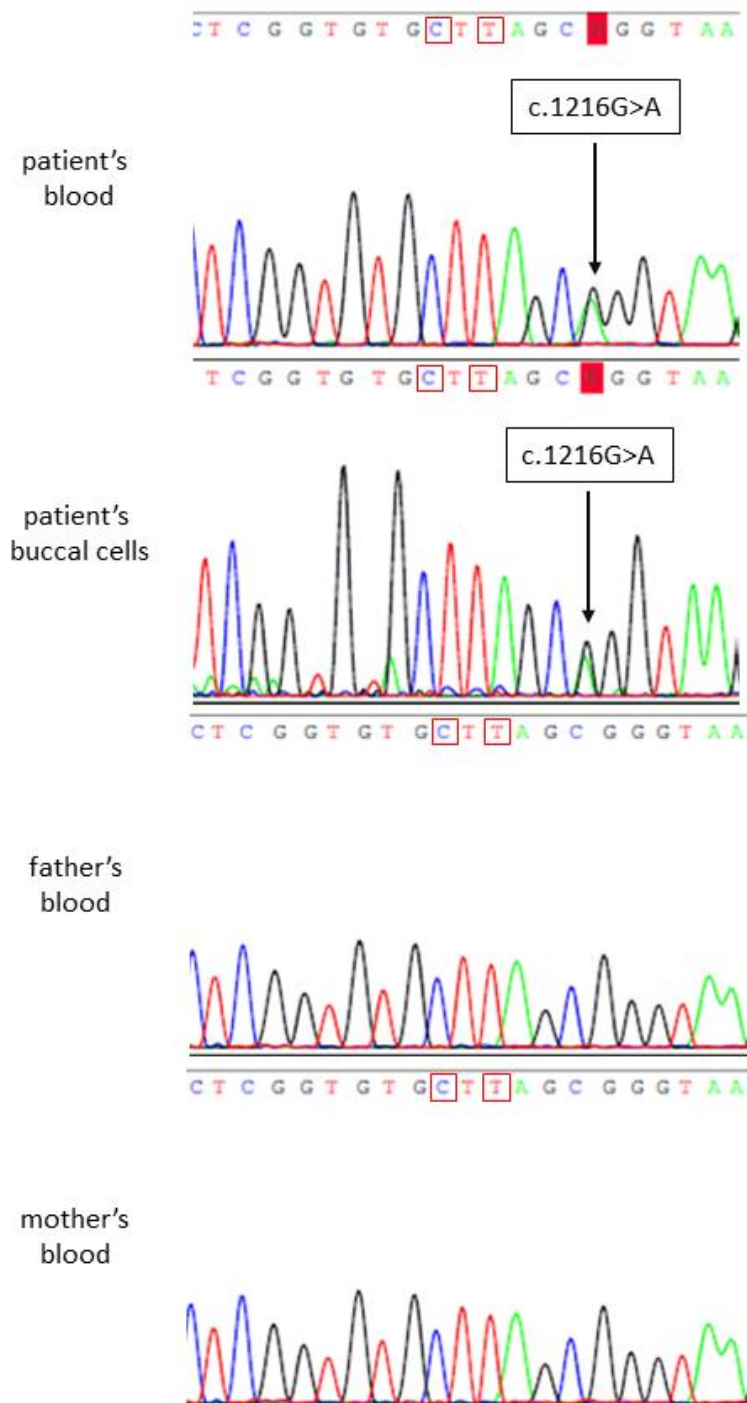 C T C G G T G T G C T T A G C G G T A A
c.1216G>A
patient's
blood
T C G G T G T G C T T A G C G G T A A
c.1216G>A
patient's
buccal cells
C T C G G T G T G C T T A G C G G G T A A
father's
blood
C T C G G T G T G C T T A G C G G G T A A
mother's
blood